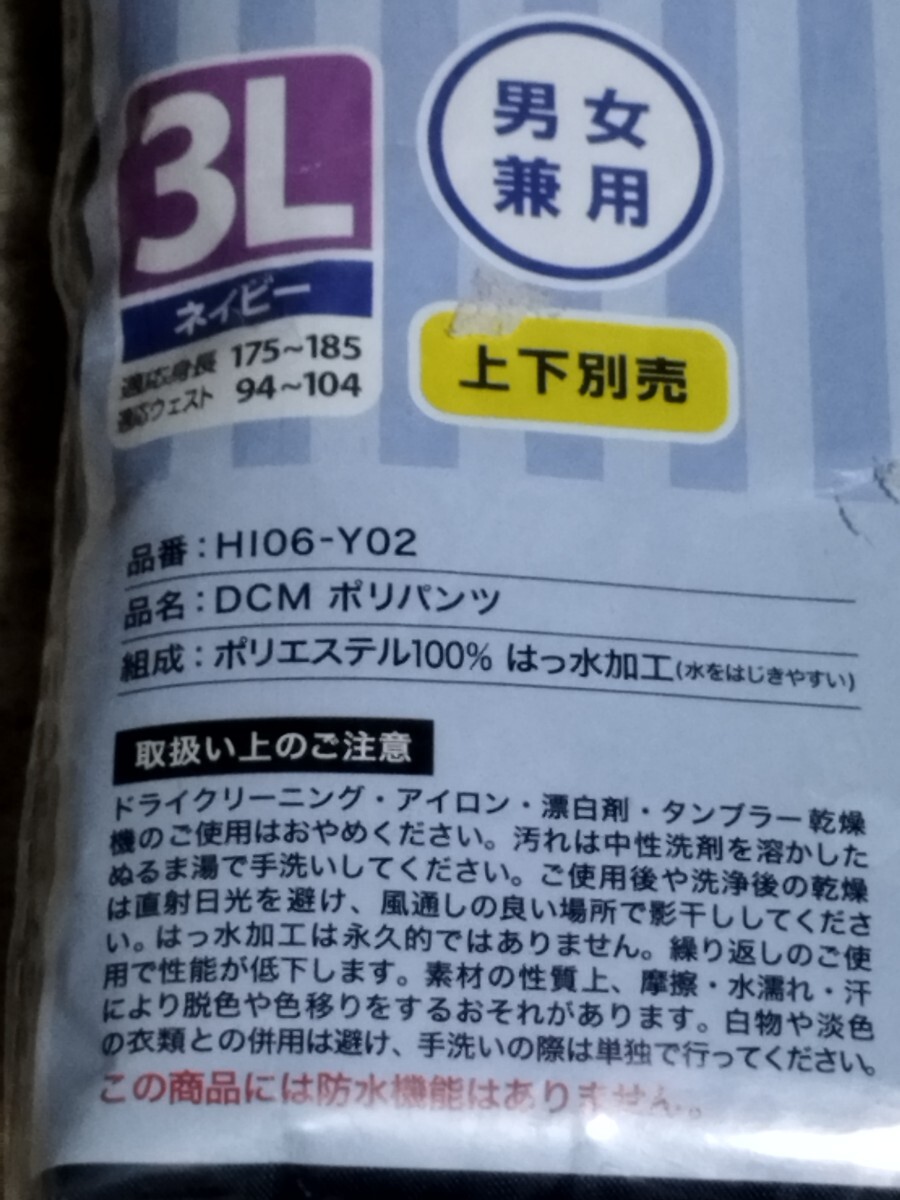 3L
ネイビー
適応身長 175~185
適応ウェスト 94~104
男女
兼用
上下別売
品番：HI06-Y02
品名：DCM ポリパンツ
組成：ポリエステル100% はっ水加工(水をはじきやすい)
取扱い上のご注意
ドライクリーニング・アイロン・漂白剤・タンブラー乾燥
機のご使用はおやめください。汚れは中性洗剤を溶かした
ぬるま湯で手洗いしてください。ご使用後や洗浄後の乾燥
は直射日光を避け、風通しの良い場所で影干ししてくださ
い。はっ水加工は永久的ではありません。繰り返しのご使
用で性能が低下します。素材の性質上、摩擦・水濡れ・汗
により脱色や色移りをするおそれがあります。白物や淡色
の衣類との併用は避け、手洗いの際は単独で行ってください。
この商品には防水機能はありません。